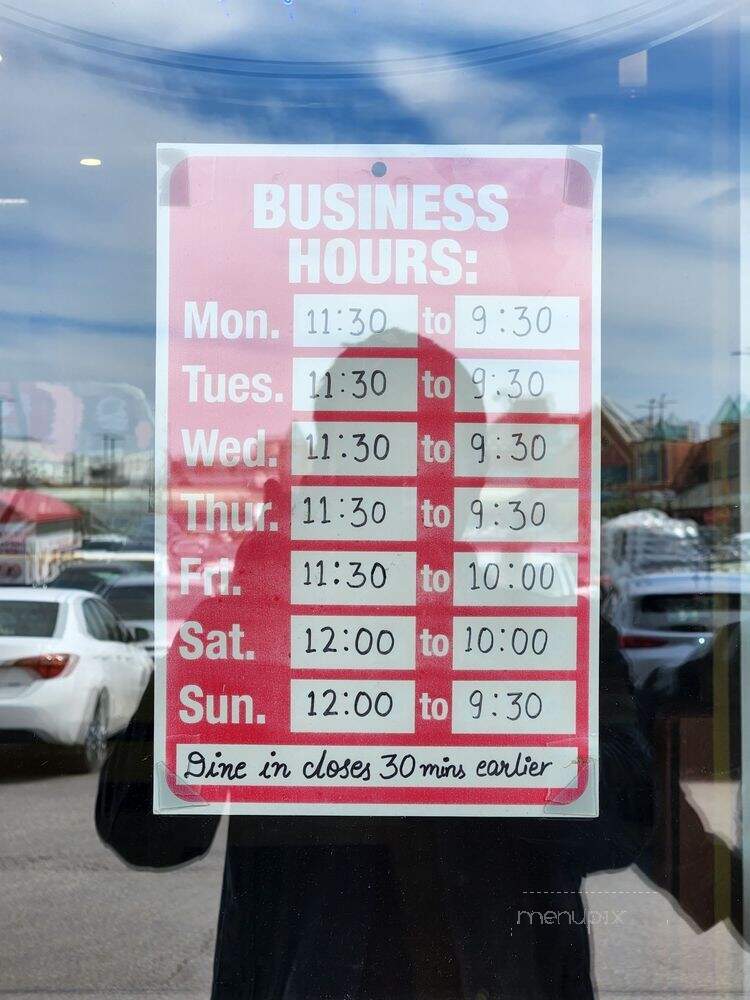 BUSINESS
HOURS:
Mon. 11:30 to 9:30
Tues. 11:30 to 9:30
Wed. 11:30 to 9:30
Thur. 11:30 to 9:30
Fri. 11:30 to 10:00
Sat. 12:00 to 10:00
Sun. 12:00 to 9:30
Dine in closes 30 mins earlier
menupix